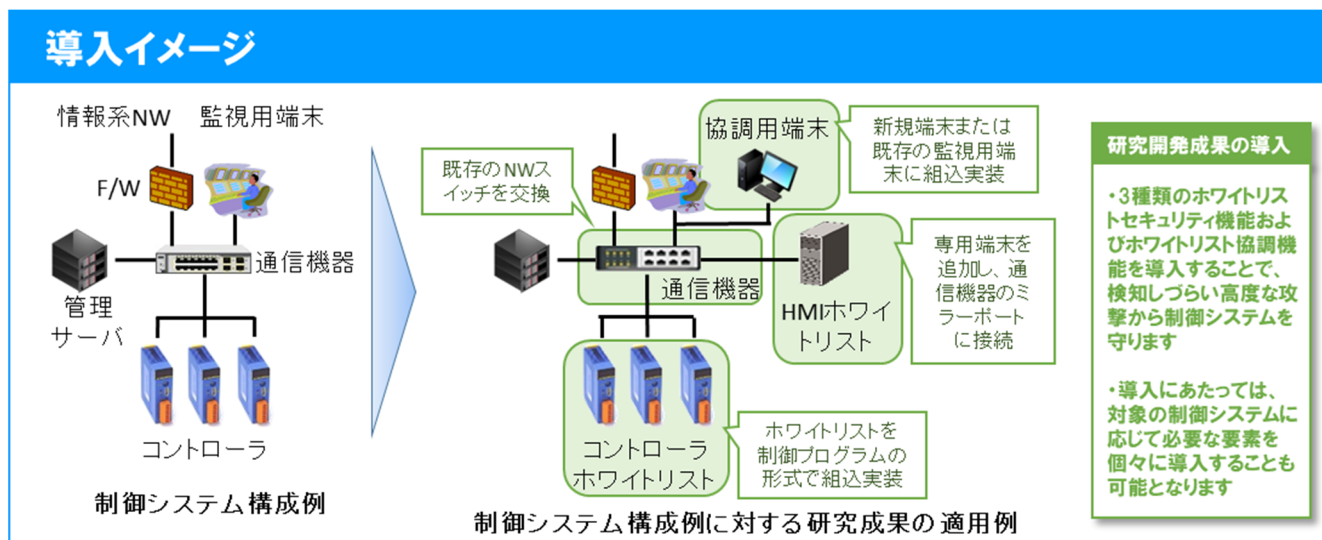 導入イメージ
情報系NW
監視用端末
F/W
通信機器
管理
サーバ
コントローラ
制御システム構成例
既存のNWス
イッチを交換
協調用端末
新規端末または
既存の監視用端
末に組込実装
通信機器
HMIホワイ
トリスト
専用端末を
追加し、通
信機器のミ
ラーポート
に接続
コントローラ
ホワイトリスト
ホワイトリストを
制御プログラムの
形式で組込実装
制御システム構成例に対する研究成果の適用例
研究開発成果の導入
・3種類のホワイトリス
トセキュリティ機能およ
びホワイトリスト協調機
能を導入することで、
検知しづらい高度な攻
撃から制御システムを
守ります
・導入にあたっては、
対象の制御システムに
応じて必要な要素を
個々に導入することも
可能となります